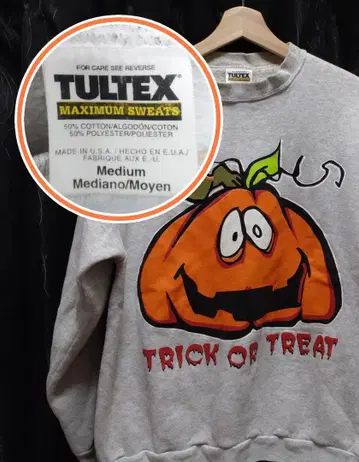 FOR CARE SEE REVERSE
TULTEX®
MAXIMUM SWEATS
50% COTTON/ALGODÓN/COTON
50% POLYESTER/POLIESTER
MADE IN U.S.A. / HECHO EN E.U.A./
FABRIQUE AUX E.-U.
Medium
Mediano/Moyen
TULTEX
TRICK OR TREAT